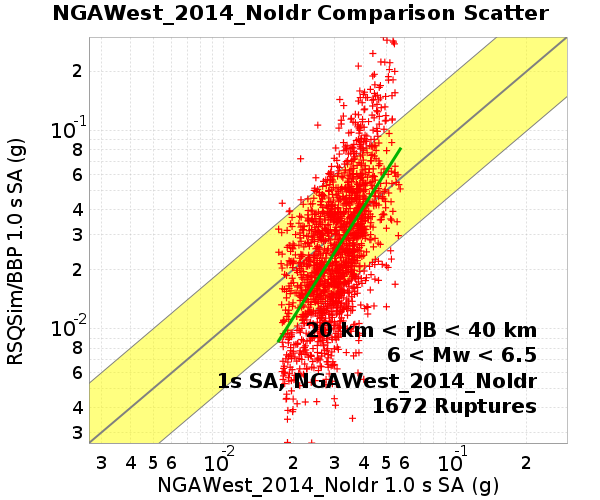 NGAWest_2014_NoIdr Comparison Scatter
RSQSim/BBP 1.0 s SA (g)
2
10-1
8
6
4
3
2
10-2
8
6
4
3
20 km < rJB < 40 km
6 < Mw < 6.5
1s SA, NGAWest_2014_NoIdr
1672 Ruptures
3 4 5 6 10-2 2 3 4 5 6 10-1 2
NGAWest_2014_NoIdr 1.0 s SA (g)